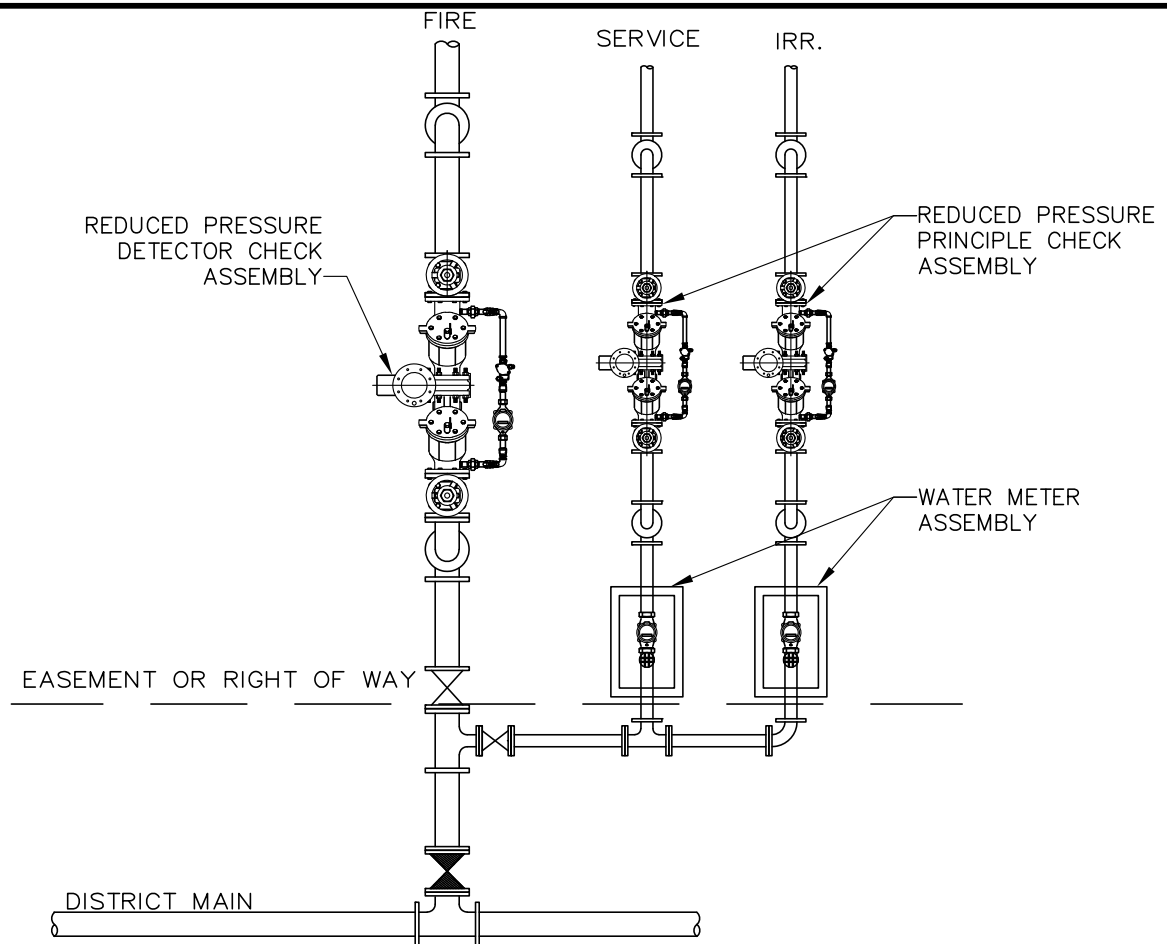 FIRE
SERVICE
IRR.
REDUCED PRESSURE
DETECTOR CHECK
ASSEMBLY
REDUCED PRESSURE
PRINCIPLE CHECK
ASSEMBLY
WATER METER
ASSEMBLY
EASEMENT OR RIGHT OF WAY
DISTRICT MAIN